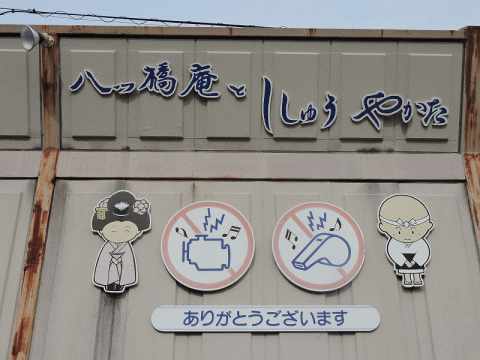 八ッ橋庵と ししゅう やかた
ありがとうございます